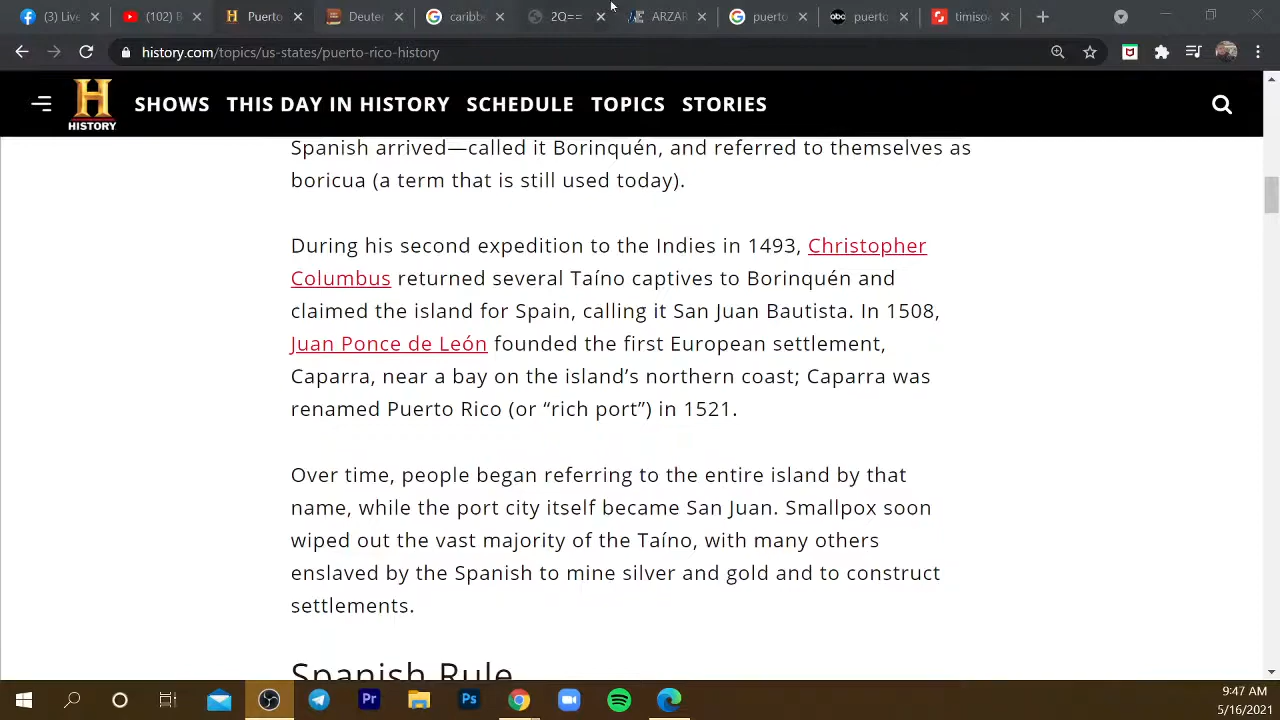 (3) Live
(102) B
Puerto
Deuter
caribbe
2Q==
ARZAR
puerto
abc
puerto
timiso
history.com/topics/us-states/puerto-rico-history
H
HISTORY
SHOWS THIS DAY IN HISTORY SCHEDULE TOPICS STORIES
Spanish arrived—called it Borinquén, and referred to themselves as
boricua (a term that is still used today).
During his second expedition to the Indies in 1493, Christopher
Columbus returned several Taíno captives to Borinquén and
claimed the island for Spain, calling it San Juan Bautista. In 1508,
Juan Ponce de León founded the first European settlement,
Caparra, near a bay on the island’s northern coast; Caparra was
renamed Puerto Rico (or “rich port”) in 1521.
Over time, people began referring to the entire island by that
name, while the port city itself became San Juan. Smallpox soon
wiped out the vast majority of the Taíno, with many others
enslaved by the Spanish to mine silver and gold and to construct
settlements.
Spanish Rule
Pr
Ps
9:47 AM
5/16/2021